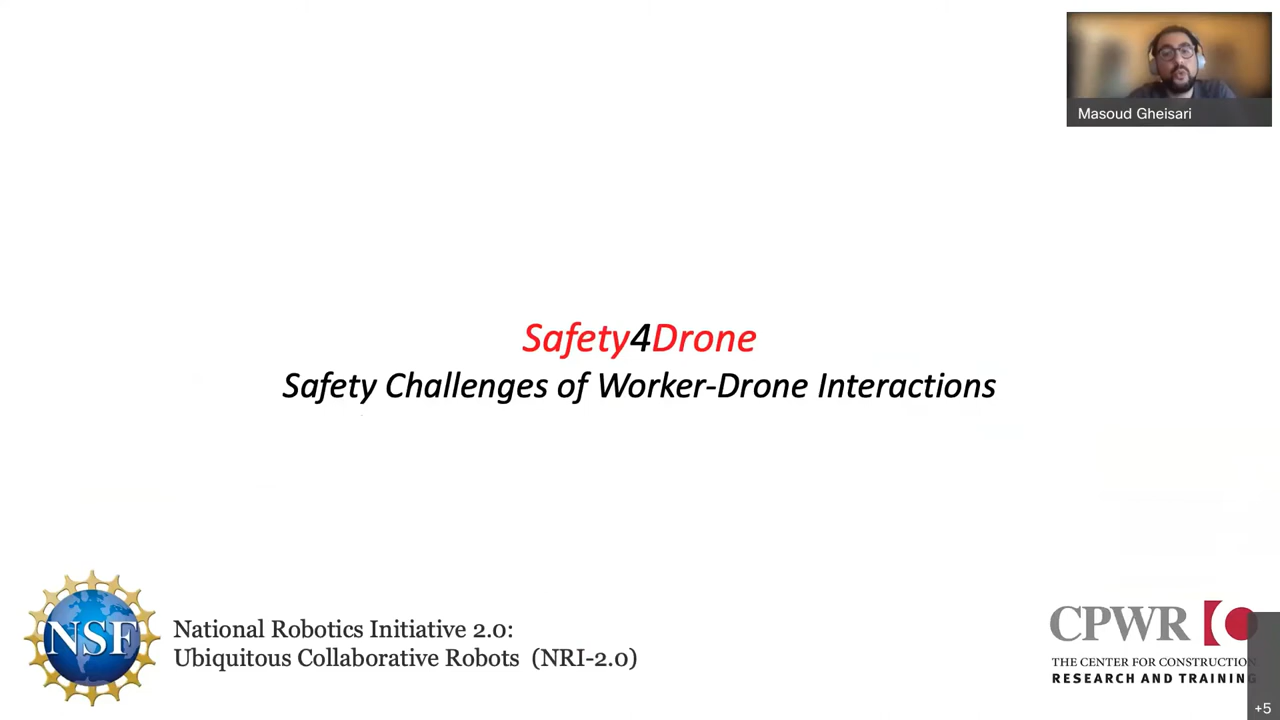 Masoud Gheisari
Safety4Drone
Safety Challenges of Worker-Drone Interactions
NSF
National Robotics Initiative 2.0:
Ubiquitous Collaborative Robots (NRI-2.0)
CPWR
THE CENTER FOR CONSTRUCTION
RESEARCH AND TRAINING
+5